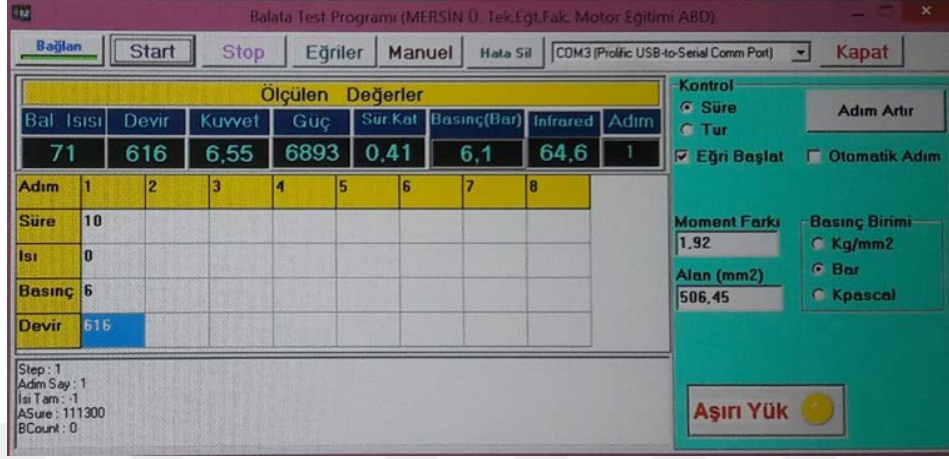 Balata Test Programı (MERSİN Ü. Tek.Egt.Fak. Motor Eğitimi ABD)
Bağlan Start Stop Eğriler Manuel Hata Sil COM3 (Prolific USB-to-Serial Comm Port) Kapat
Ölçülen Değerler
Bal. Isısı Devir Kuvvet Güç Sür.Kat Basınç(Bar) Infrared Adım
71 616 6,55 6893 0,41 6,1 64,6 1
Adım 1 2 3 4 5 6 7 8
Süre 10
Isı 0
Basınç 6
Devir 616
Step : 1
Adim Say : 1
İsi Tam : -1
ASure : 111300
BCount : 0
Kontrol
Süre
Tur
Adım Artır
Eğri Başlat Otomatik Adım
Moment Farkı
1,92
Alan (mm2)
506,45
Basınç Birimi
Kg/mm2
Bar
Kpascal
Aşırı Yük